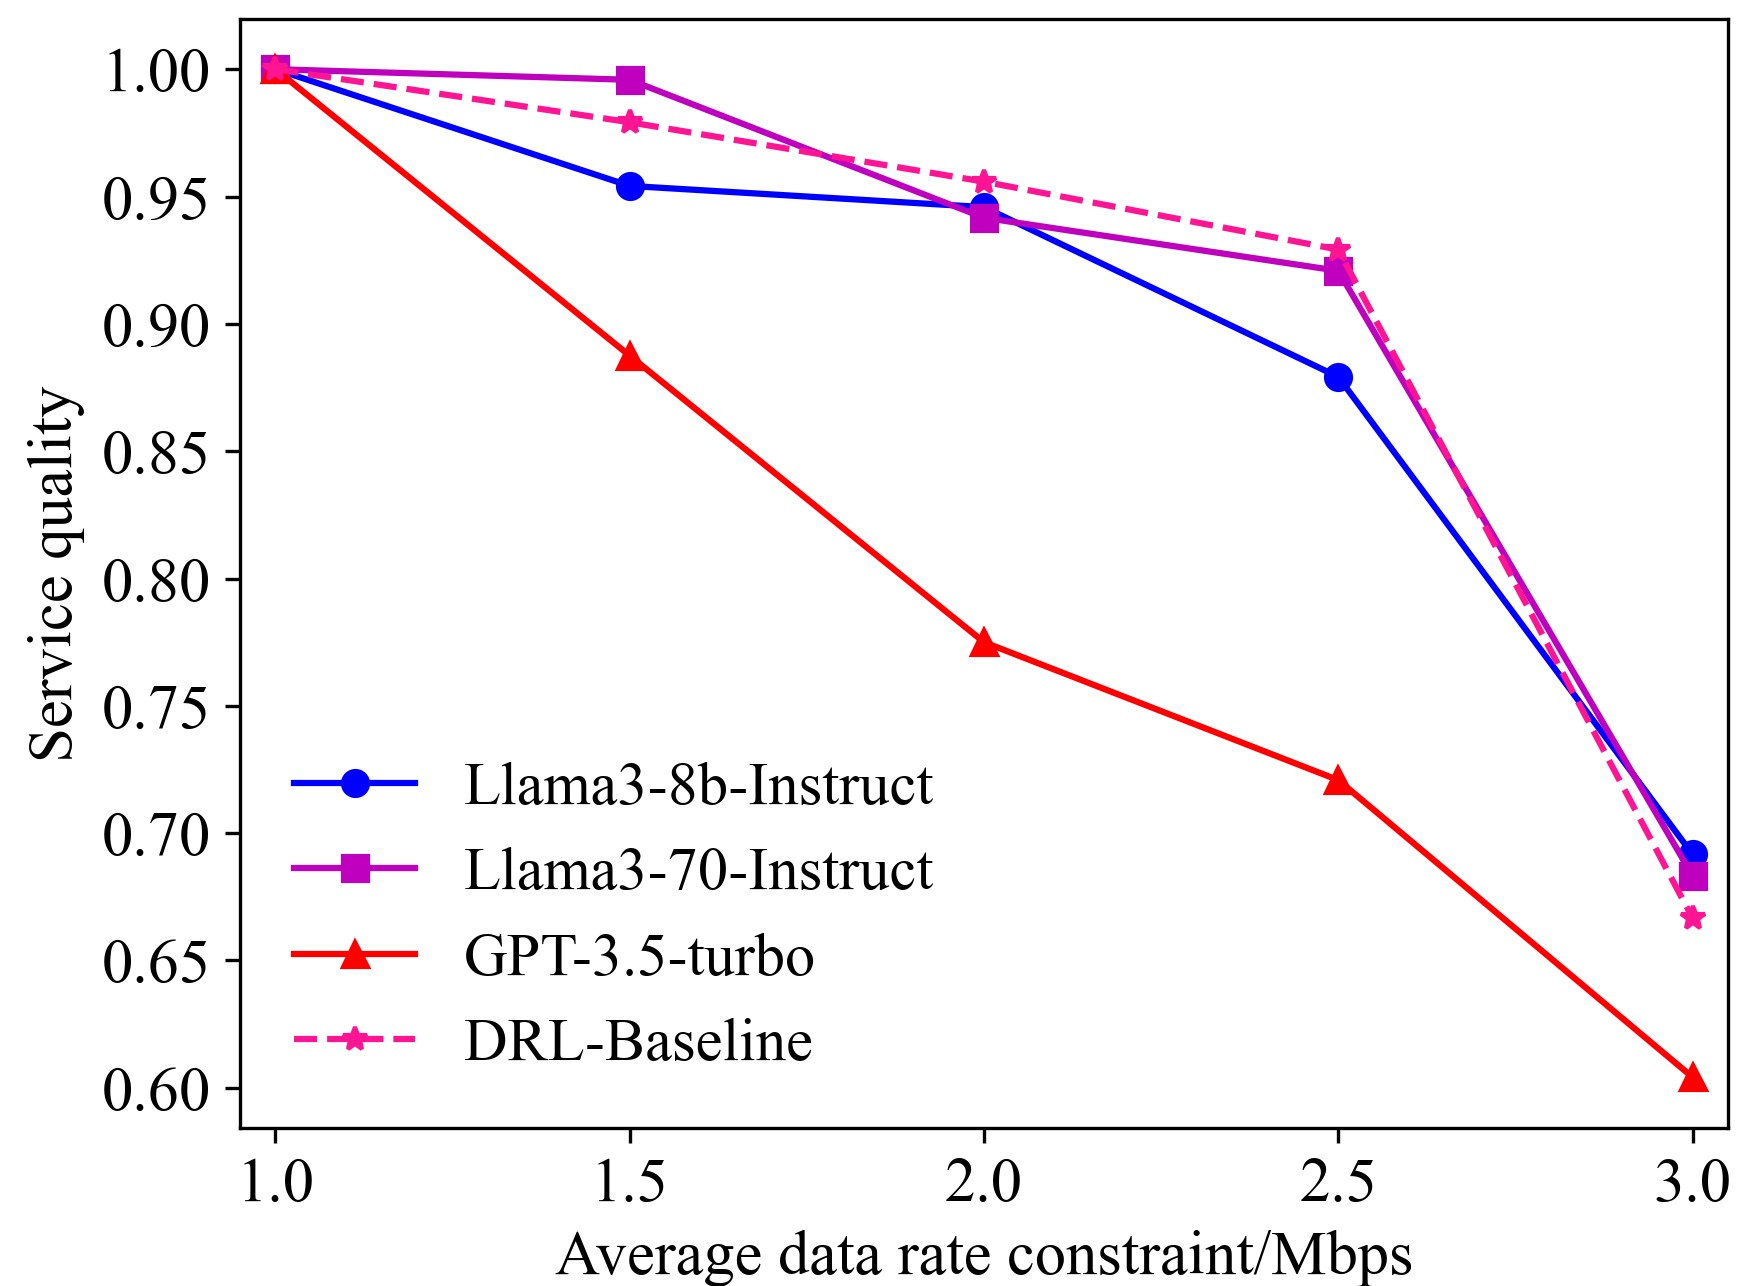 1.00
0.95
0.90
0.85
0.80
0.75
0.70
0.65
0.60
Service quality
Llama3-8b-Instruct
Llama3-70-Instruct
GPT-3.5-turbo
DRL-Baseline
1.0 1.5 2.0 2.5 3.0
Average data rate constraint/Mbps